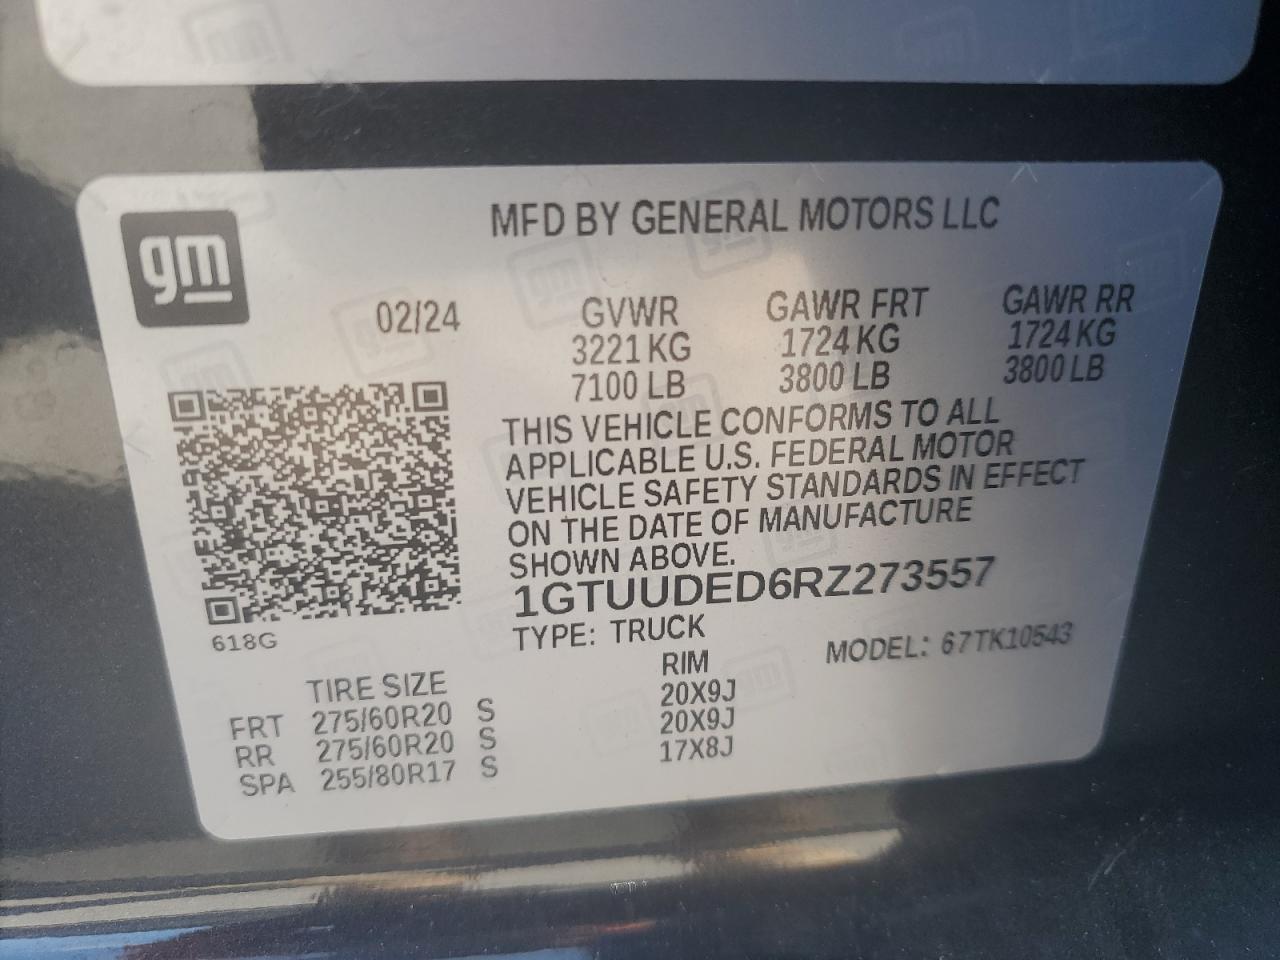 gm
MFD BY GENERAL MOTORS LLC
02/24 GVWR GAWR FRT GAWR RR
3221 KG 1724 KG 1724 KG
7100 LB 3800 LB 3800 LB
THIS VEHICLE CONFORMS TO ALL
APPLICABLE U.S. FEDERAL MOTOR
VEHICLE SAFETY STANDARDS IN EFFECT
ON THE DATE OF MANUFACTURE
SHOWN ABOVE.
1GTUUDED6RZ273557
618G
TYPE: TRUCK MODEL: 67TK10543
TIRE SIZE RIM
FRT 275/60R20 S 20X9J
RR 275/60R20 S 20X9J
SPA 255/80R17 S 17X8J